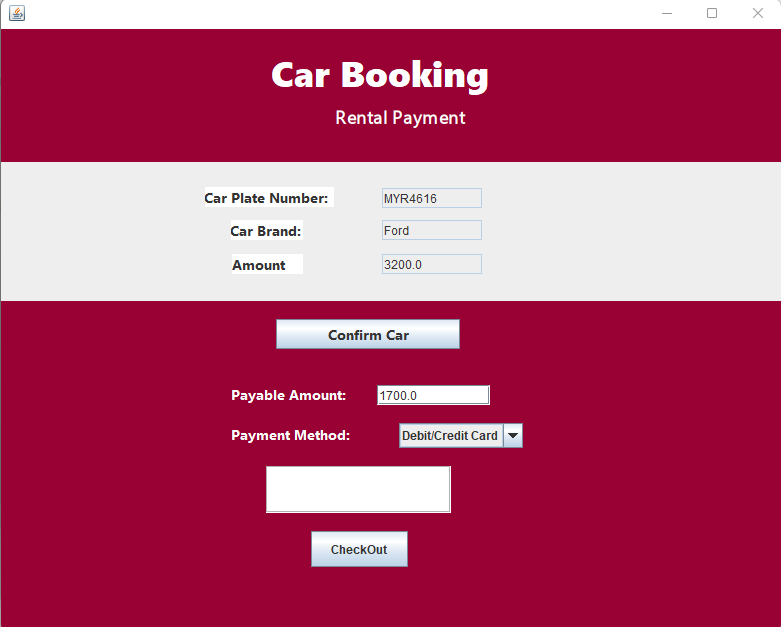 Car Booking
Rental Payment
Car Plate Number: MYR4616
Car Brand: Ford
Amount 3200.0
Confirm Car
Payable Amount: 1700.0
Payment Method: Debit/Credit Card
CheckOut